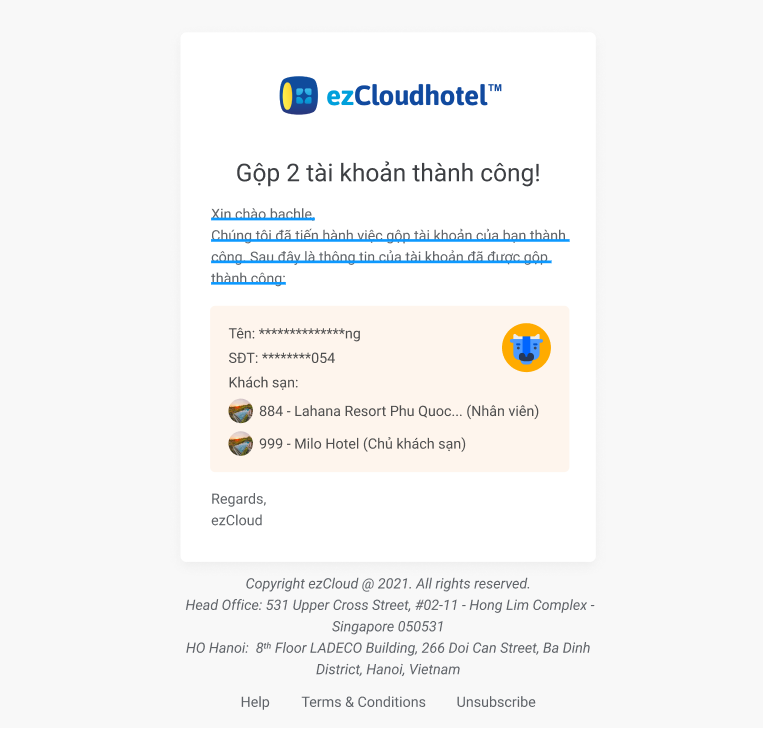 ezCloudhotel™
Gộp 2 tài khoản thành công!
Xin chào bachle,
Chúng tôi đã tiến hành việc gộp tài khoản của bạn thành
công. Sau đây là thông tin của tài khoản đã được gộp
thành công:
Tên: **************ng
SĐT: ********054
Khách sạn:
884 - Lahana Resort Phu Quoc... (Nhân viên)
999 - Milo Hotel (Chủ khách sạn)
Regards,
ezCloud
Copyright ezCloud @ 2021. All rights reserved.
Head Office: 531 Upper Cross Street, #02-11 - Hong Lim Complex -
Singapore 050531
HO Hanoi:  8ᵗʰ Floor LADECO Building, 266 Doi Can Street, Ba Dinh
District, Hanoi, Vietnam
Help Terms & Conditions Unsubscribe